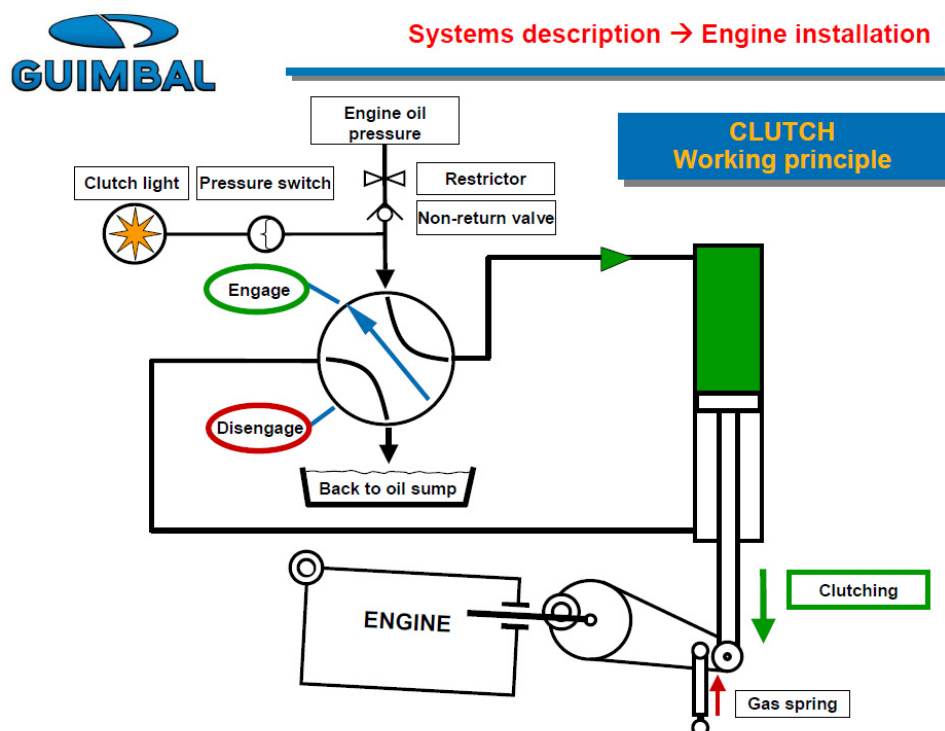 GUIMBAL
Systems description → Engine installation
CLUTCH
Working principle
Engine oil
pressure
Clutch light
Pressure switch
Restrictor
Non-return valve
Engage
Disengage
Back to oil sump
ENGINE
Clutching
Gas spring